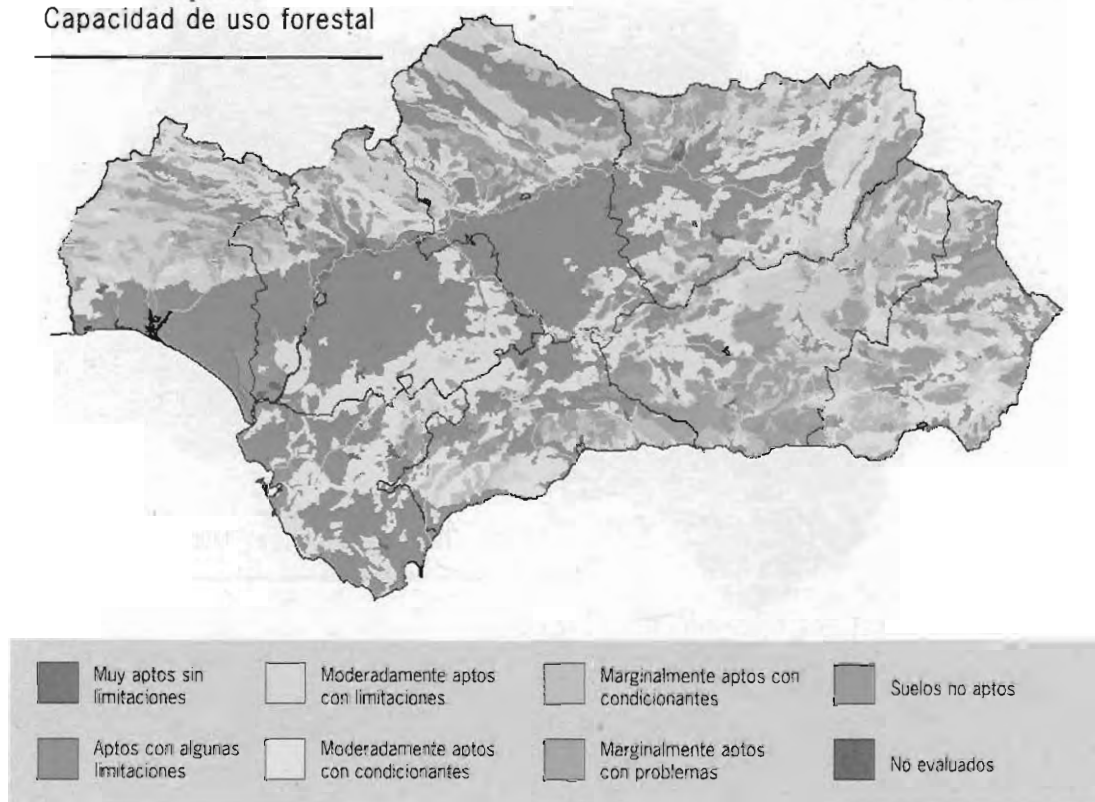 Capacidad de uso forestal
Muy aptos sin
limitaciones
Moderadamente aptos
con limitaciones
Marginalmente aptos con
condicionantes
Suelos no aptos
Aptos con algunas
limitaciones
Moderadamente aptos
con condicionantes
Marginalmente aptos
con problemas
No evaluados